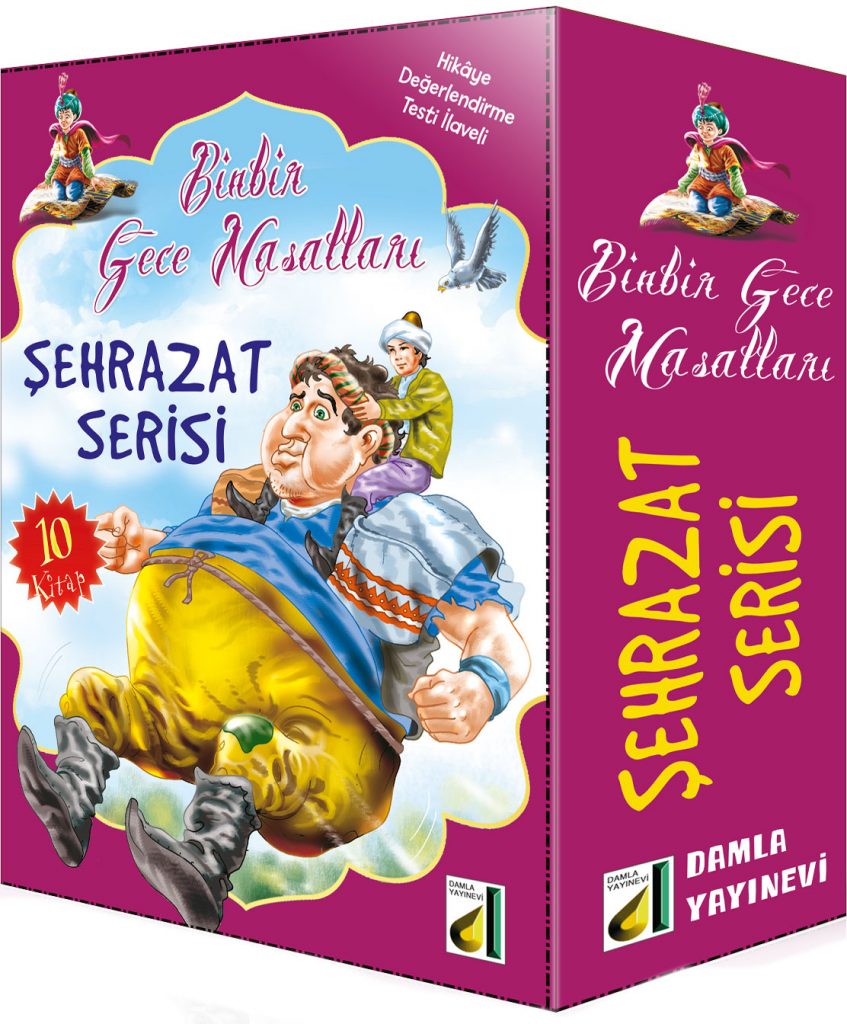 Hikâye
Değerlendirme
Testi İlaveli
Binbir
Gece Masalları
ŞEHRAZAT
SERİSİ
10
Kitap
DAMLA
YAYINEVİ
Binbir Gece
Masalları
ŞEHRAZAT
SERİSİ
DAMLA
YAYINEVİ
DAMLA
YAYINEVİ